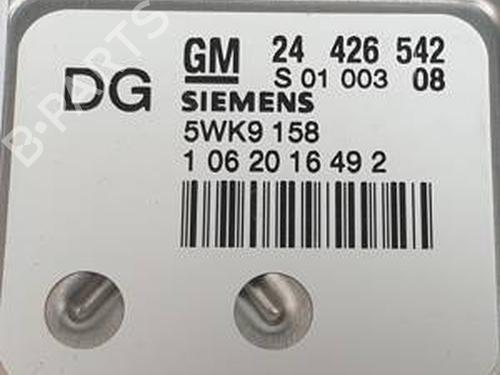 GM 24 426 542
DG S 01 003 08
SIEMENS
5WK9 158
1 06 20 16 49 2
B-PARTS